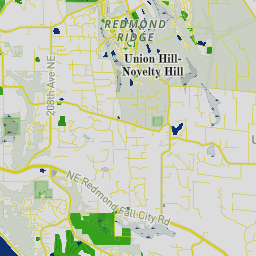 REDMOND
RIDGE
Union Hill-
Novelty Hill
208th Ave NE
U
NE Redmond Fall City Rd